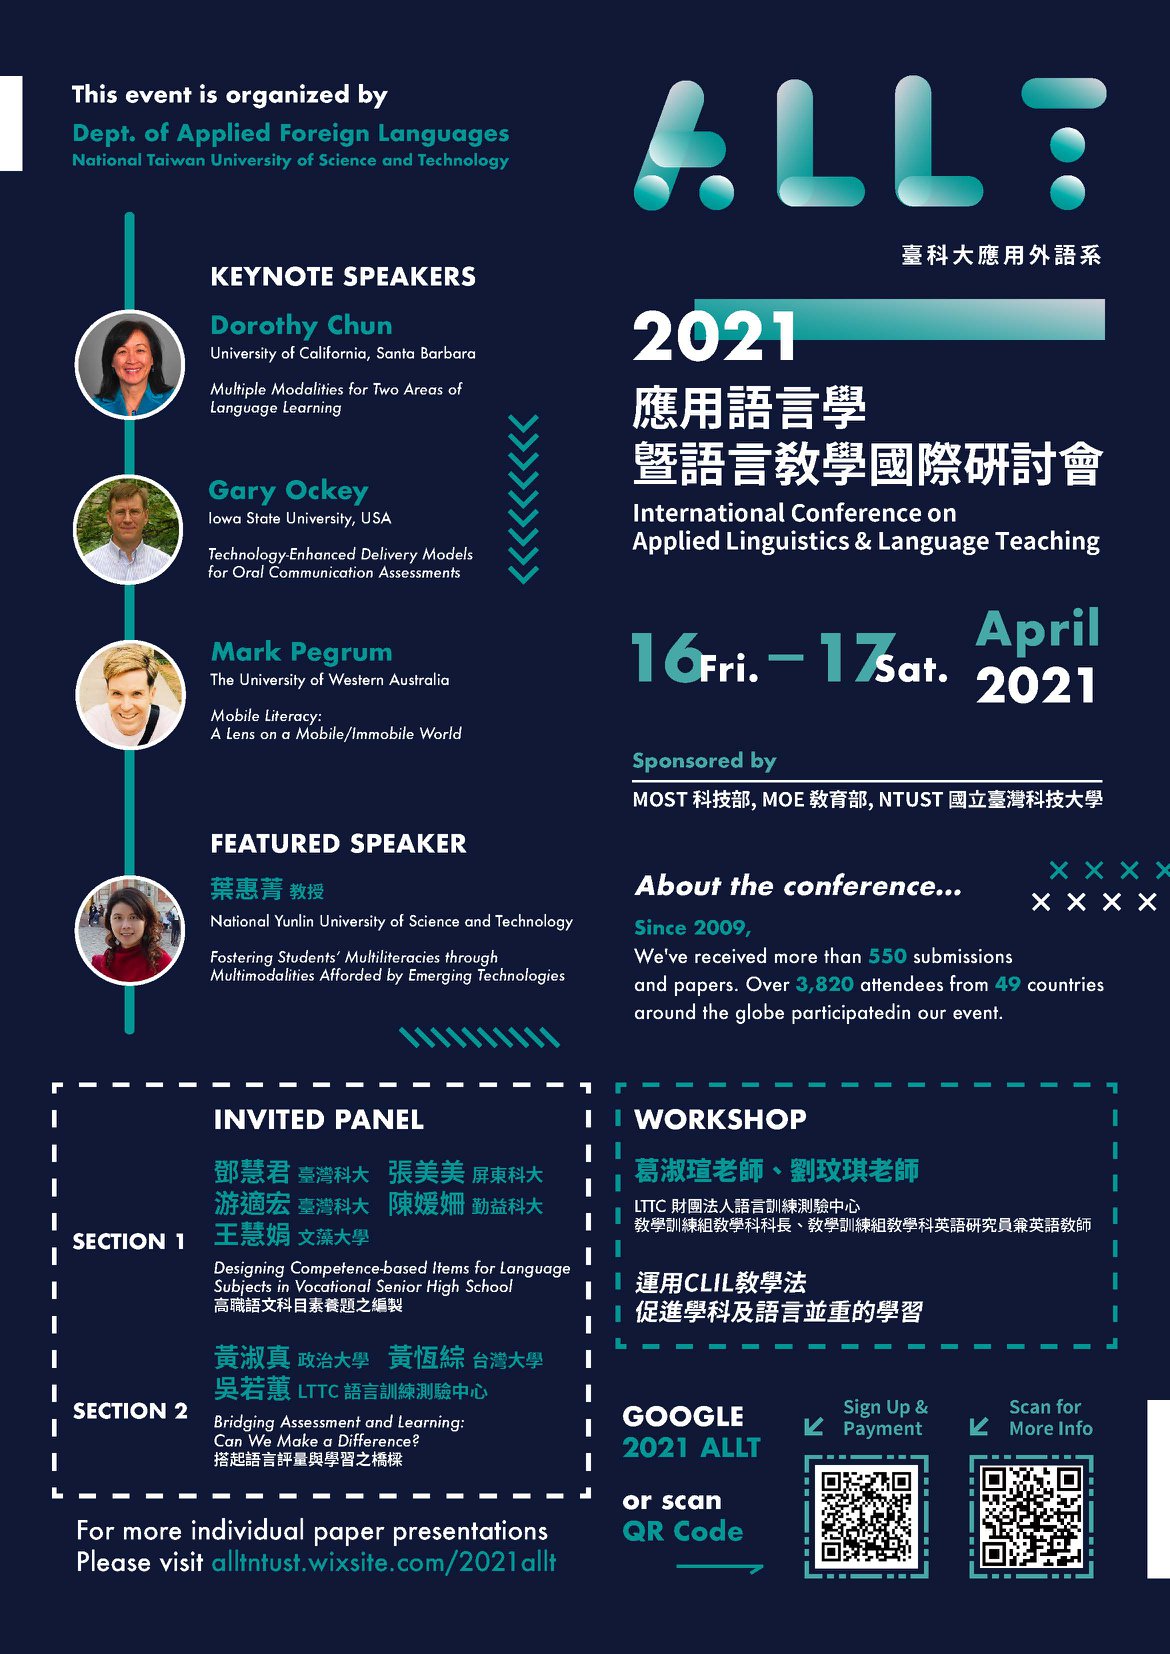 This event is organized by
Dept. of Applied Foreign Languages
National Taiwan University of Science and Technology
KEYNOTE SPEAKERS
Dorothy Chun
University of California, Santa Barbara
Multiple Modalities for Two Areas of
Language Learning
Gary Ockey
Iowa State University, USA
Technology-Enhanced Delivery Models
for Oral Communication Assessments
Mark Pegrum
The University of Western Australia
Mobile Literacy:
A Lens on a Mobile/Immobile World
FEATURED SPEAKER
葉惠菁 教授
National Yunlin University of Science and Technology
Fostering Students' Multiliteracies through
Multimodalities Afforded by Emerging Technologies
ALLT
臺科大應用外語系
2021
應用語言學
暨語言教學國際研討會
International Conference on
Applied Linguistics & Language Teaching
16 Fri. – 17 Sat. April 2021
Sponsored by
MOST 科技部, MOE 教育部, NTUST 國立臺灣科技大學
About the conference...
Since 2009,
We've received more than 550 submissions
and papers. Over 3,820 attendees from 49 countries
around the globe participatedin our event.
INVITED PANEL
SECTION 1
鄧慧君 臺灣科大 張美美 屏東科大
游適宏 臺灣科大 陳媛姍 勤益科大
王慧娟 文藻大學
Designing Competence-based Items for Language
Subjects in Vocational Senior High School
高職語文科目素養題之編製
SECTION 2
黃淑真 政治大學 黃恆綜 台灣大學
吳若蕙 LTTC 語言訓練測驗中心
Bridging Assessment and Learning:
Can We Make a Difference?
搭起語言評量與學習之橋樑
For more individual paper presentations
Please visit alltntust.wixsite.com/2021allt
WORKSHOP
葛淑瑄老師、劉玟琪老師
LTTC 財團法人語言訓練測驗中心
教學訓練組教學科科長、教學訓練組教學科英語研究員兼英語教師
運用CLIL教學法
促進學科及語言並重的學習
GOOGLE
2021 ALLT
or scan
QR Code
Sign Up &
Payment
Scan for
More Info